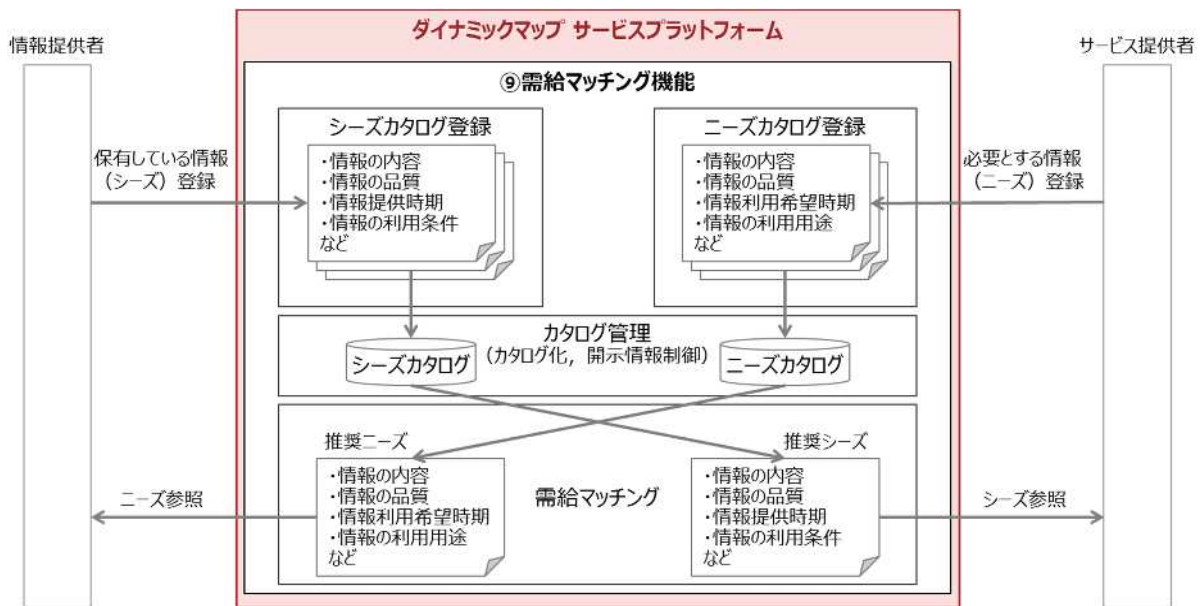 ダイナミックマップ サービスプラットフォーム
情報提供者
サービス提供者
⑨需給マッチング機能
シーズカタログ登録
・情報の内容
・情報の品質
・情報提供時期
・情報の利用条件
など
ニーズカタログ登録
・情報の内容
・情報の品質
・情報利用希望時期
・情報の利用用途
など
保有している情報
（シーズ）登録
必要とする情報
（ニーズ）登録
カタログ管理
（カタログ化，開示情報制御）
シーズカタログ
ニーズカタログ
推奨ニーズ
・情報の内容
・情報の品質
・情報利用希望時期
・情報の利用用途
など
需給マッチング
推奨シーズ
・情報の内容
・情報の品質
・情報提供時期
・情報の利用条件
など
ニーズ参照
シーズ参照